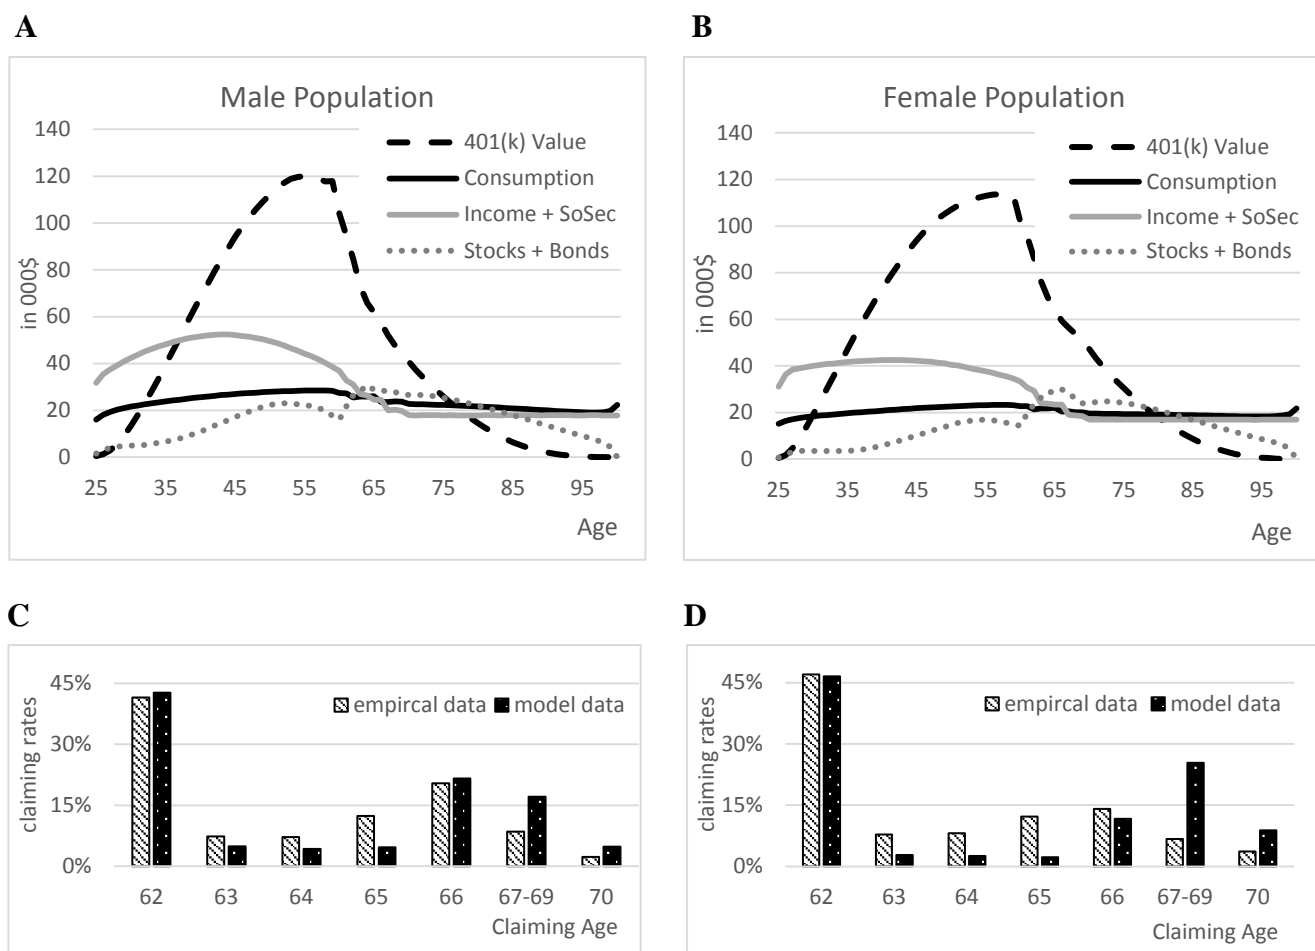 A
Male Population
140
120
100
80
60
40
20
0
in 000$
401(k) Value
Consumption
Income + SoSec
Stocks + Bonds
25 35 45 55 65 75 85 95
Age
B
Female Population
140
120
100
80
60
40
20
0
in 000$
401(k) Value
Consumption
Income + SoSec
Stocks + Bonds
25 35 45 55 65 75 85 95
Age
C
45%
30%
15%
0%
claiming rates
empircal data model data
62 63 64 65 66 67-69 70
Claiming Age
D
45%
30%
15%
0%
claiming rates
empircal data model data
62 63 64 65 66 67-69 70
Claiming Age